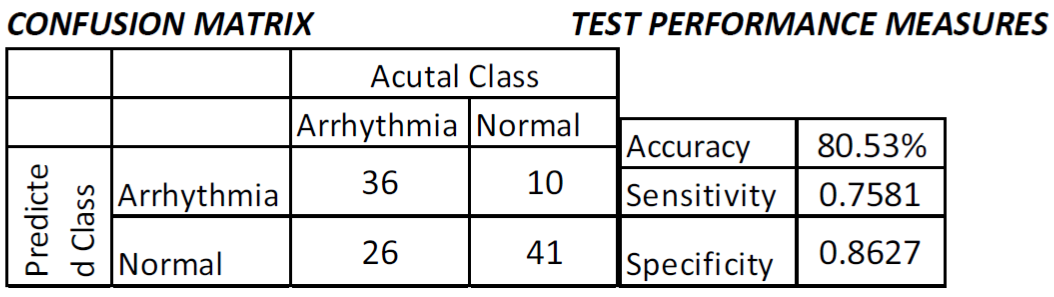 CONFUSION MATRIX TEST PERFORMANCE MEASURES
Acutal Class
Arrhythmia Normal
Predicte
d Class
Arrhythmia 36 10
Normal 26 41
Accuracy 80.53%
Sensitivity 0.7581
Specificity 0.8627